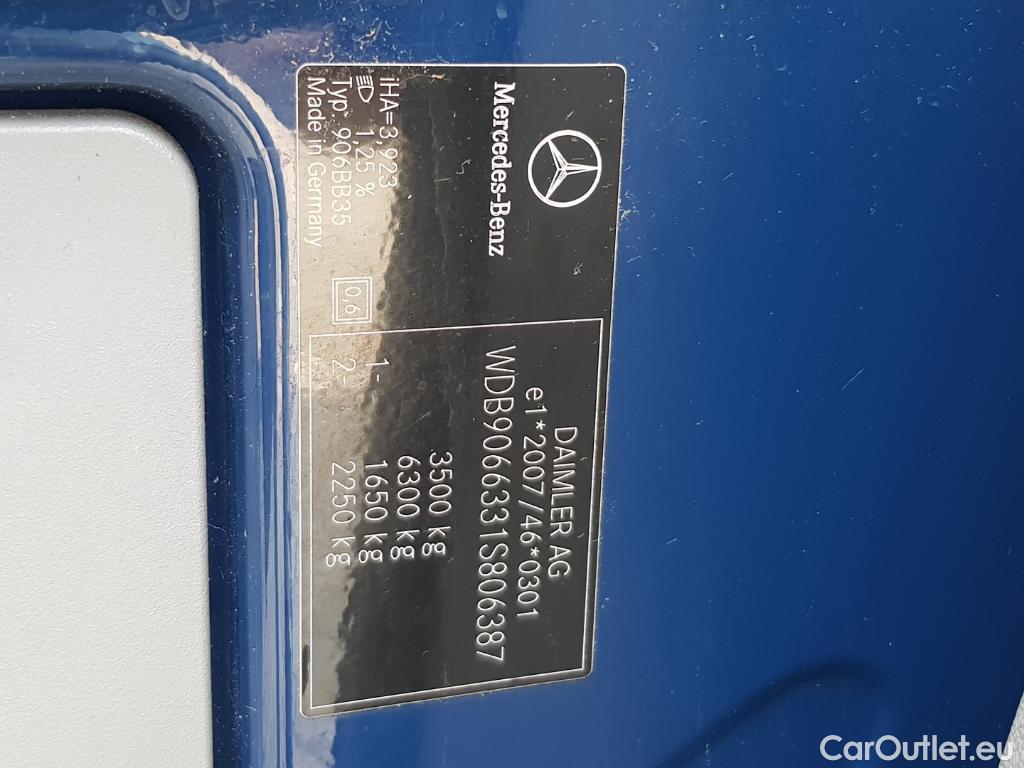 Mercedes-Benz
iHA=3,923
1,25 %
Typ: 906BB35
Made in Germany
0,6
DAIMLER AG
e1*2007/46*0301
WDB9066331S806387
3500 kg
6300 kg
1- 1650 kg
2- 2250 kg
CarOutlet.eu